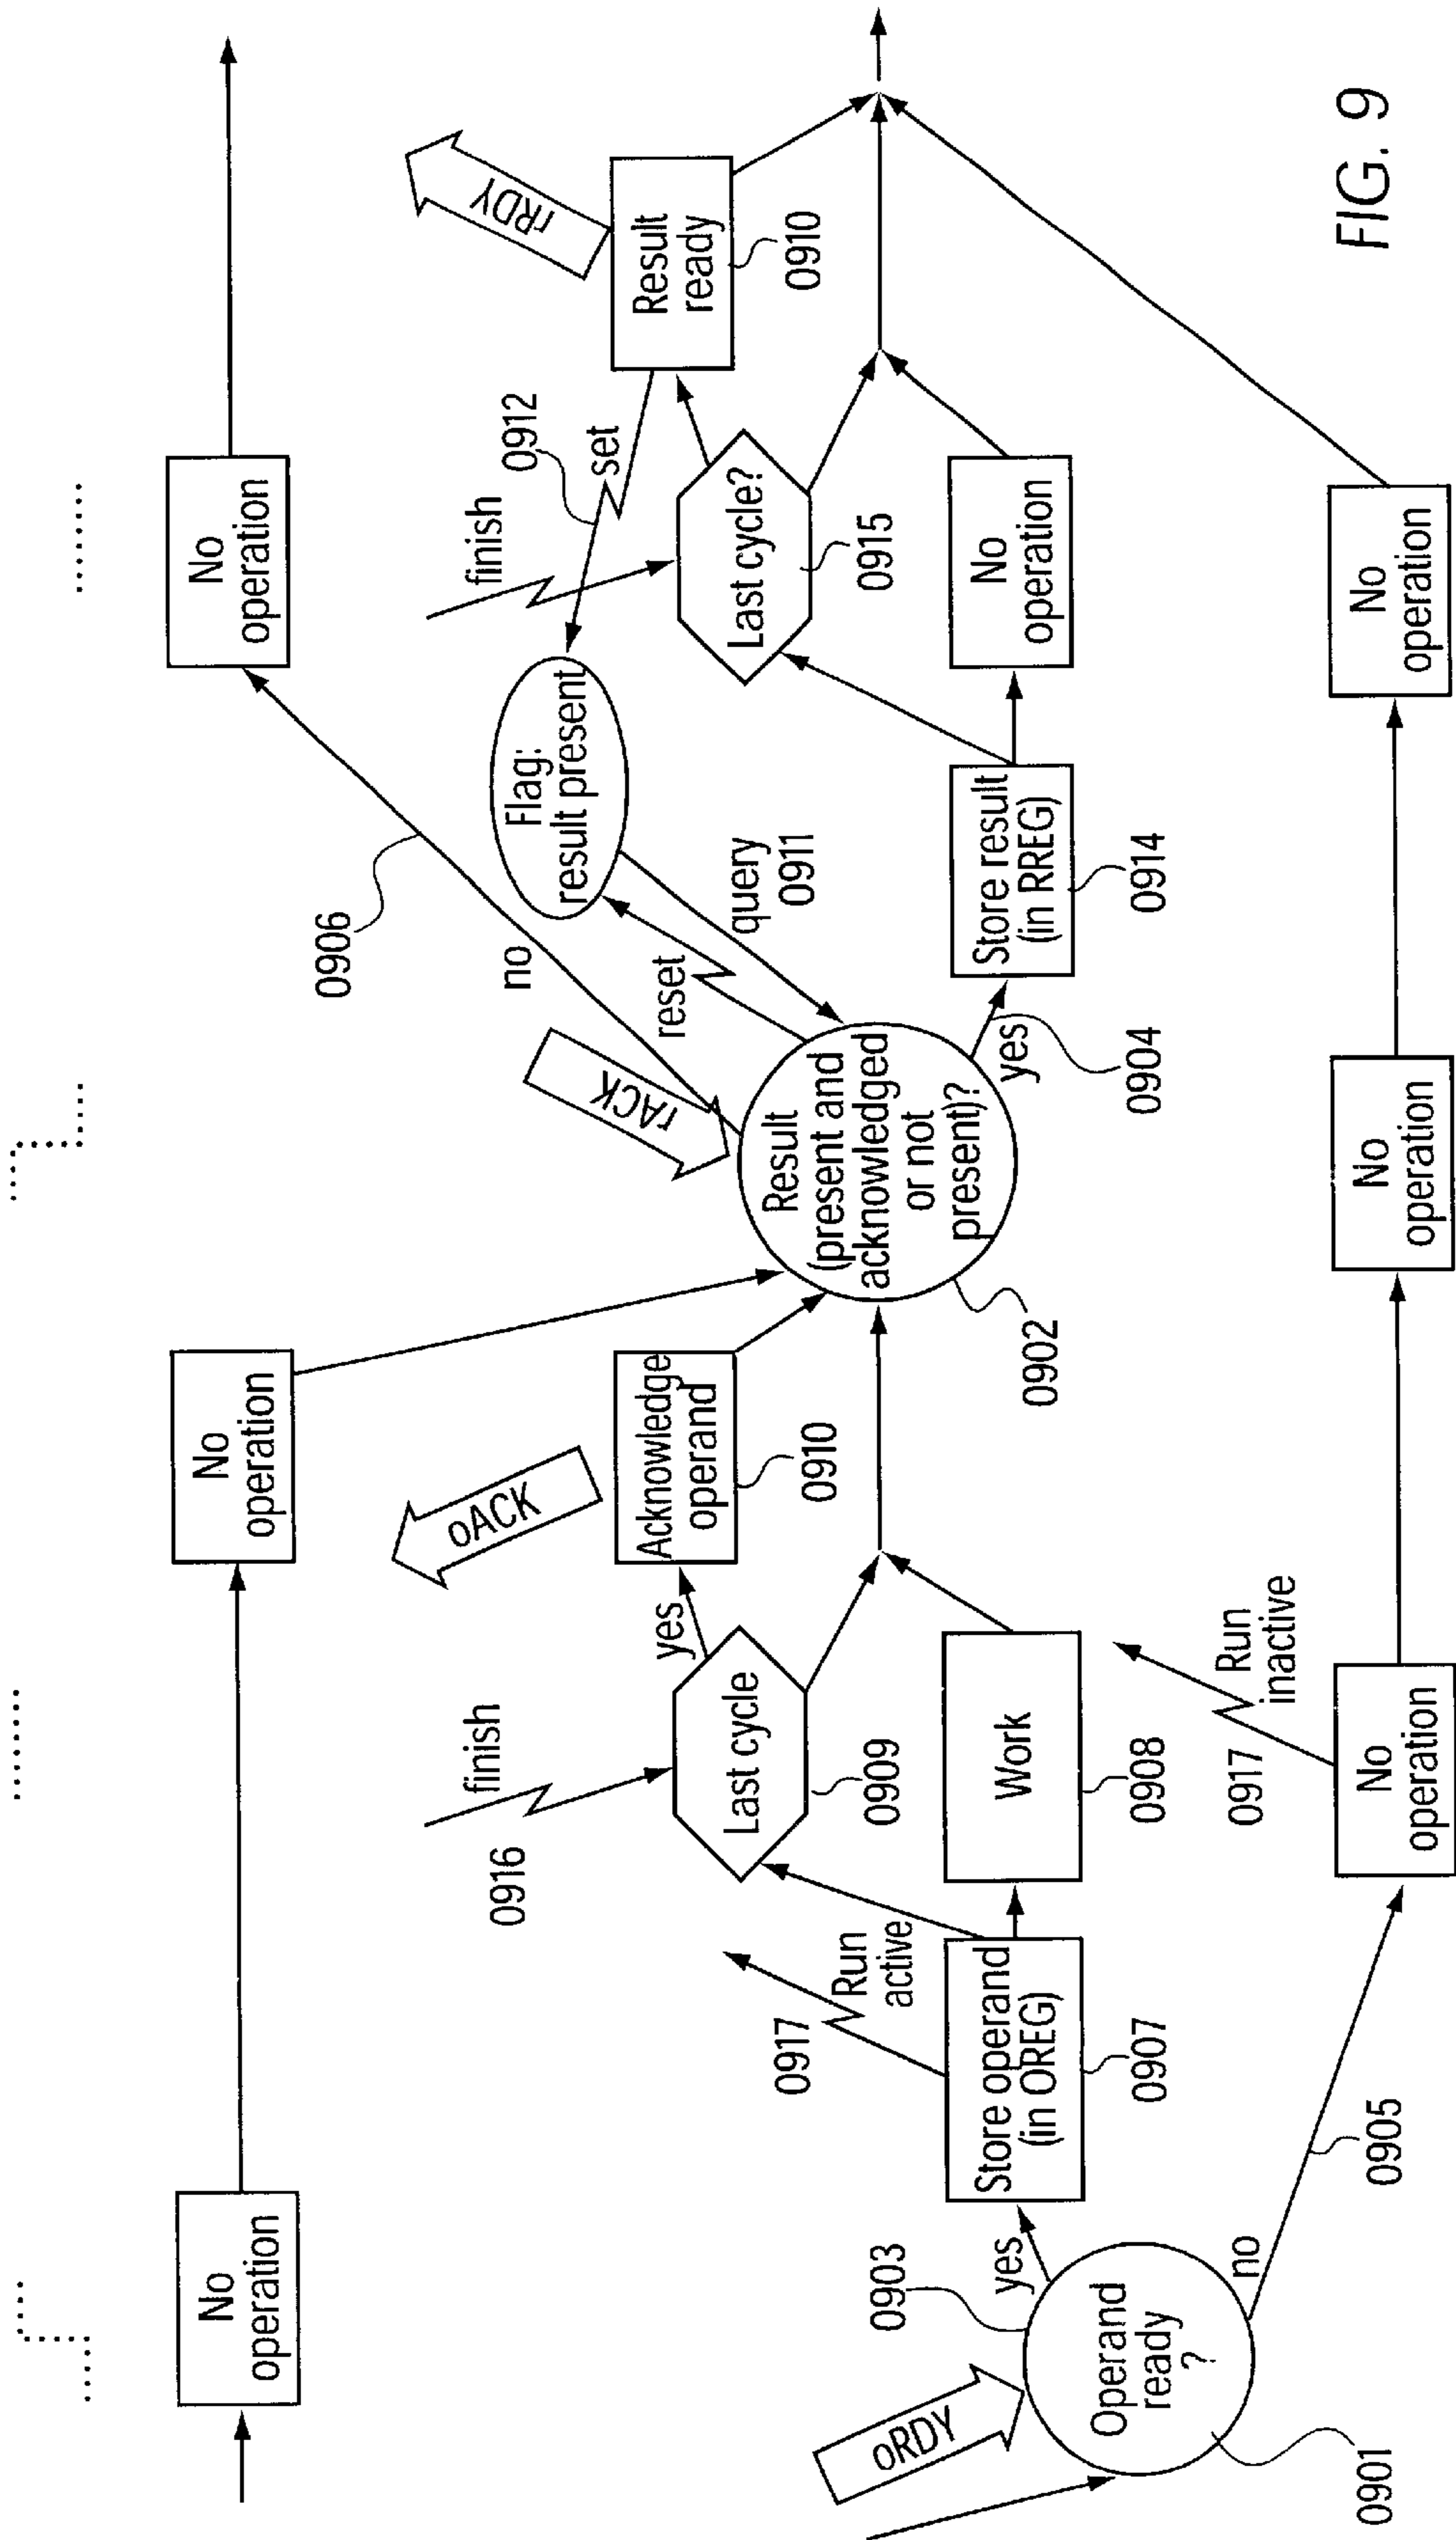 No
operation
No
operation
No
operation
0906
no
rACK
reset
query
0911
Flag:
result present
0912
set
finish
rRDY
Result
ready
0910
oACK
Acknowledge
operand
0910
finish
0916
yes
Last cycle
0909
Result
(present and
acknowledged
or not
present)?
0902
yes
0904
Last cycle?
0915
Store result
(in RREG)
0914
No
operation
0917
Run
active
Store operand
(in OREG)
0907
Work
0908
0917
Run
inactive
oRDY
Operand
ready
?
0901
0903
yes
no
0905
No
operation
No
operation
No
operation
FIG. 9